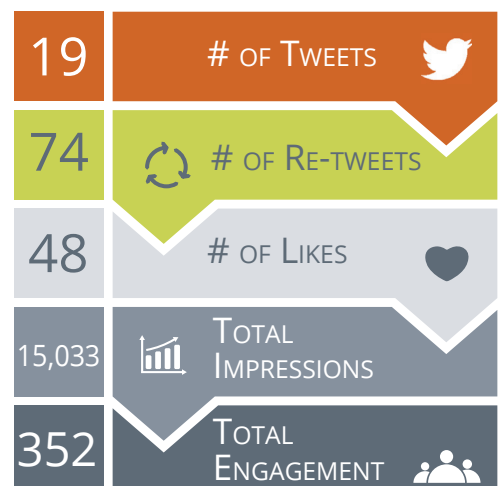 19 # of Tweets
74 # of Re-tweets
48 # of Likes
15,033 Total
Impressions
352 Total
Engagement